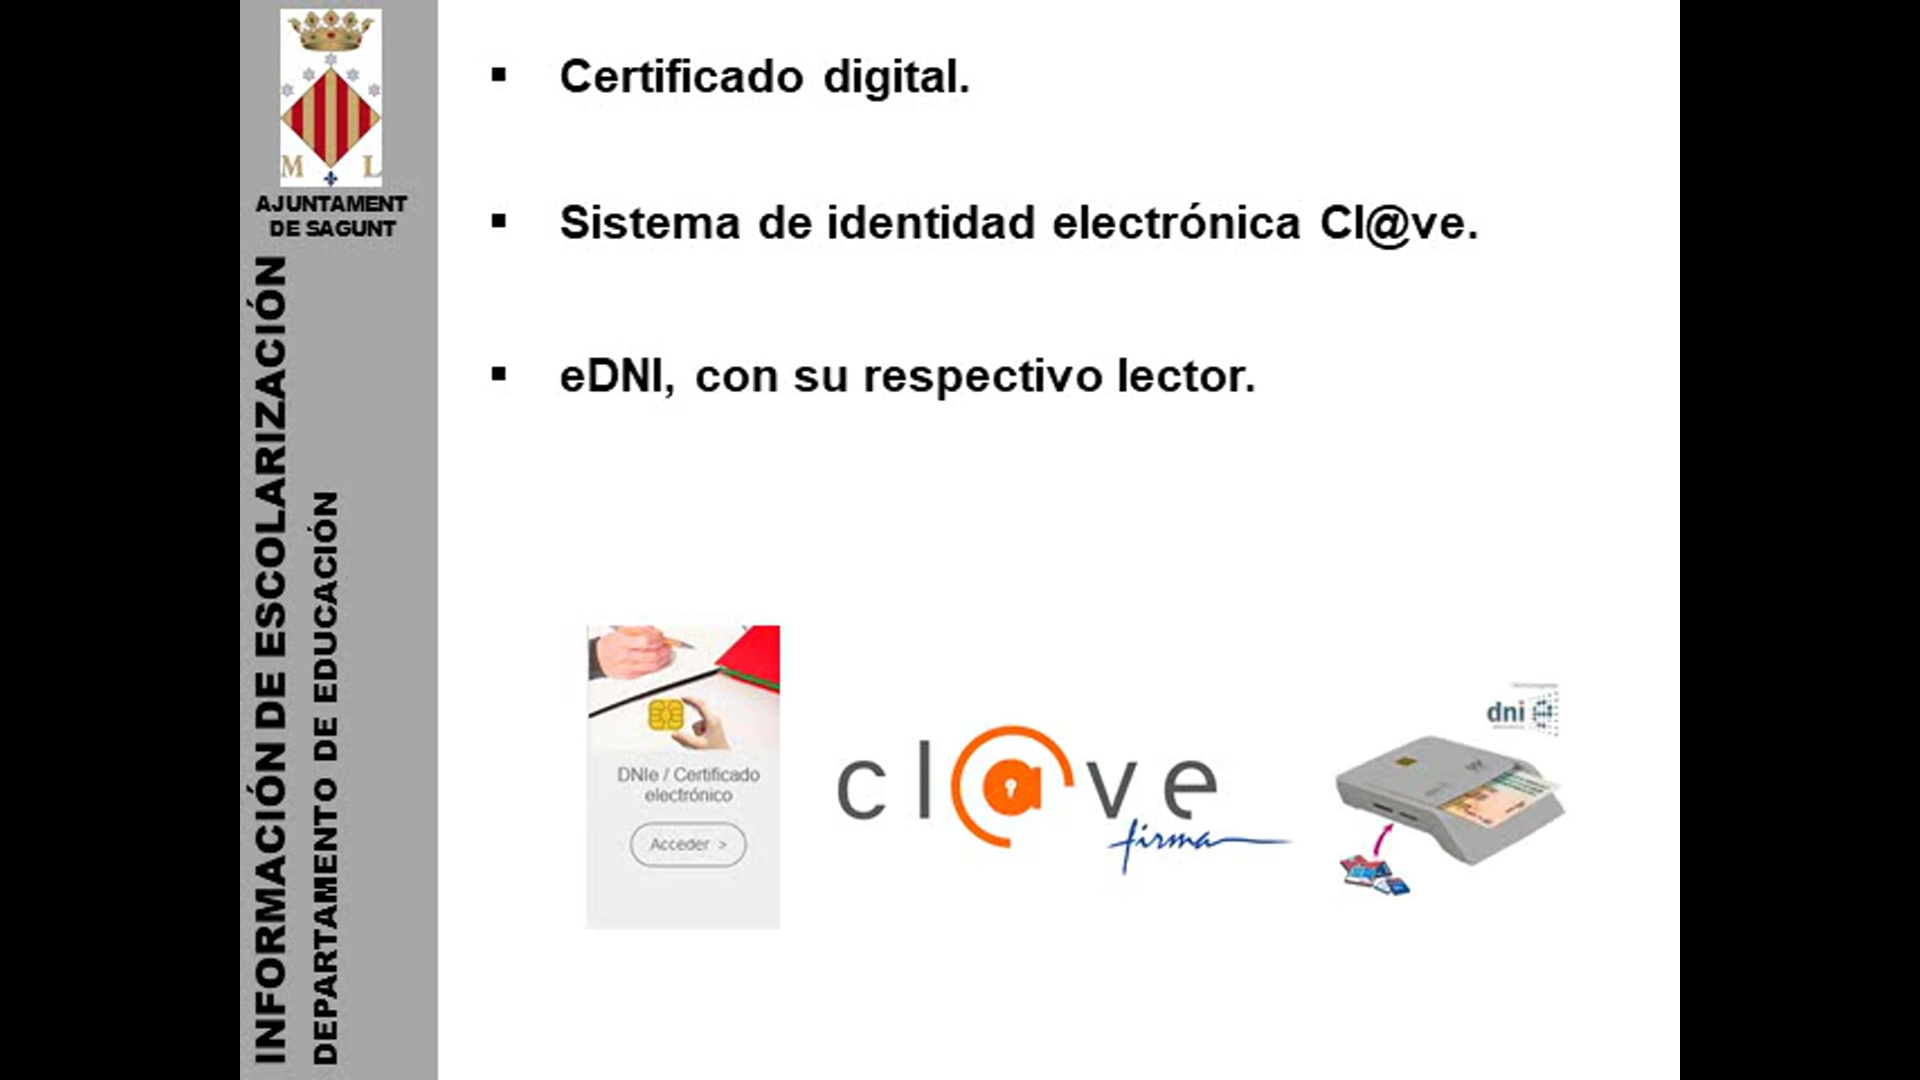 M L
AJUNTAMENT
DE SAGUNT
INFORMACIÓN DE ESCOLARIZACIÓN
DEPARTAMENTO DE EDUCACIÓN
Certificado digital.
Sistema de identidad electrónica Cl@ve.
eDNI, con su respectivo lector.
DNIe / Certificado
electrónico
Acceder >
cl@ve
firma
dni e